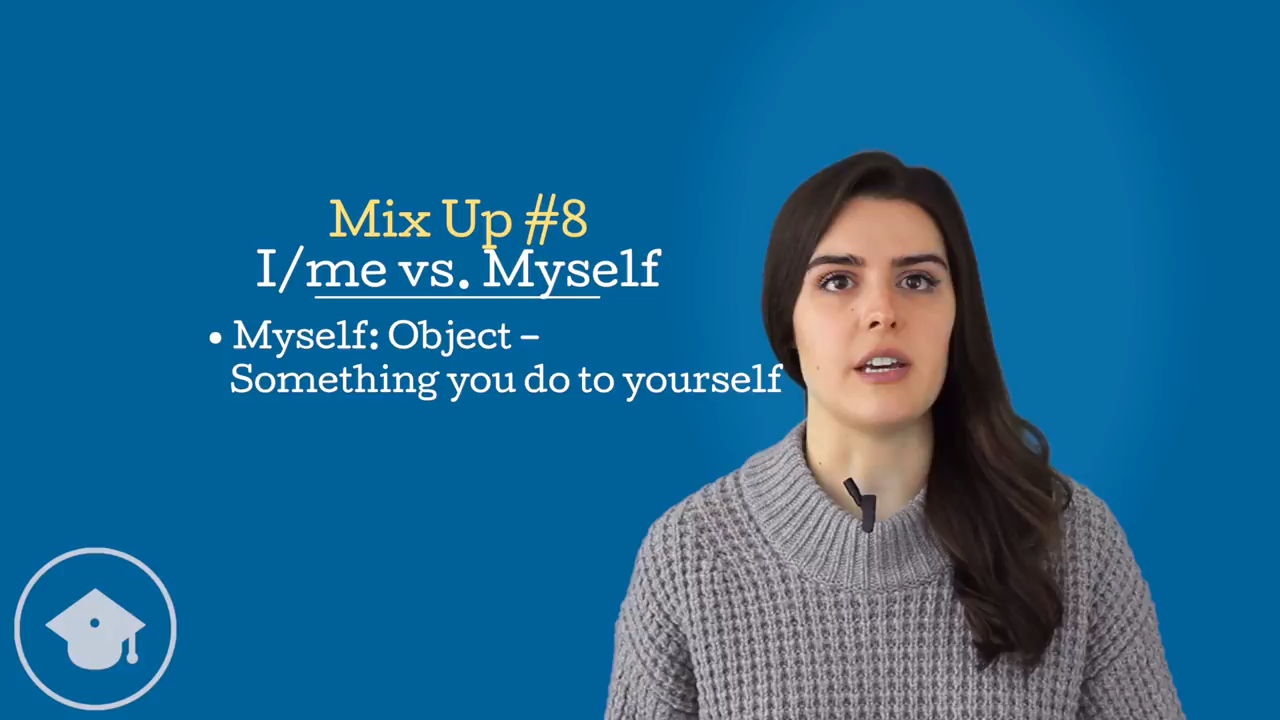 Mix Up #8
I/me vs. Myself
• Myself: Object –
Something you do to yourself